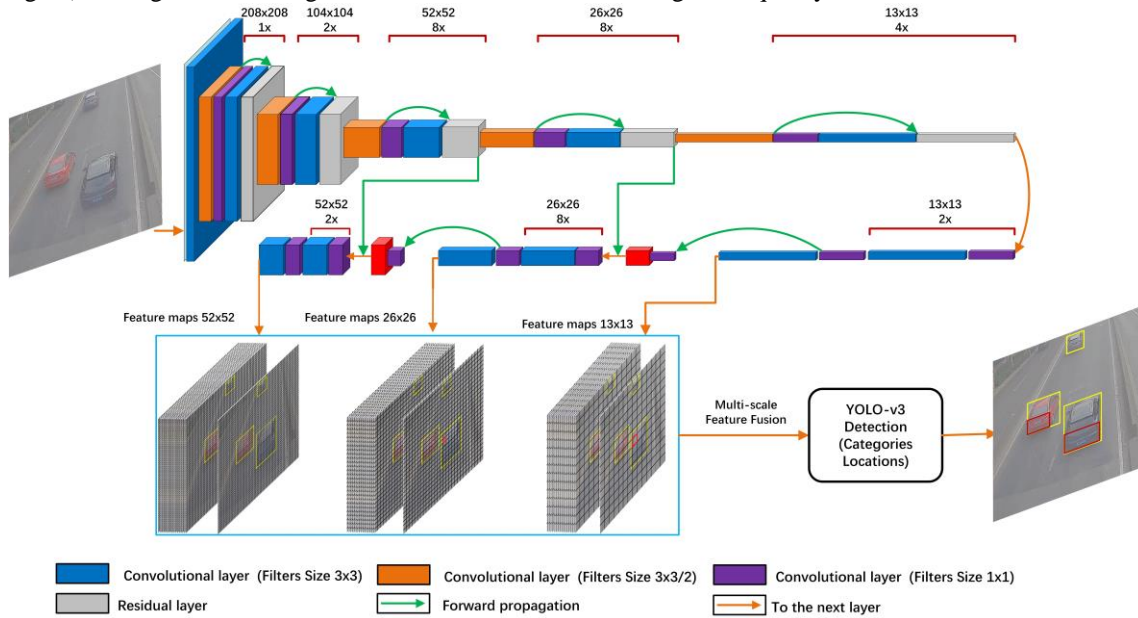 208x208 104x104 52x52 26x26 13x13
1x 2x 8x 8x 4x
52x52 26x26 13x13
2x 8x 2x
Feature maps 52x52 Feature maps 26x26 Feature maps 13x13
Multi-scale
Feature Fusion
YOLO-v3
Detection
(Categories
Locations)
Convolutional layer (Filters Size 3x3) Convolutional layer (Filters Size 3x3/2) Convolutional layer (Filters Size 1x1)
Residual layer Forward propagation To the next layer